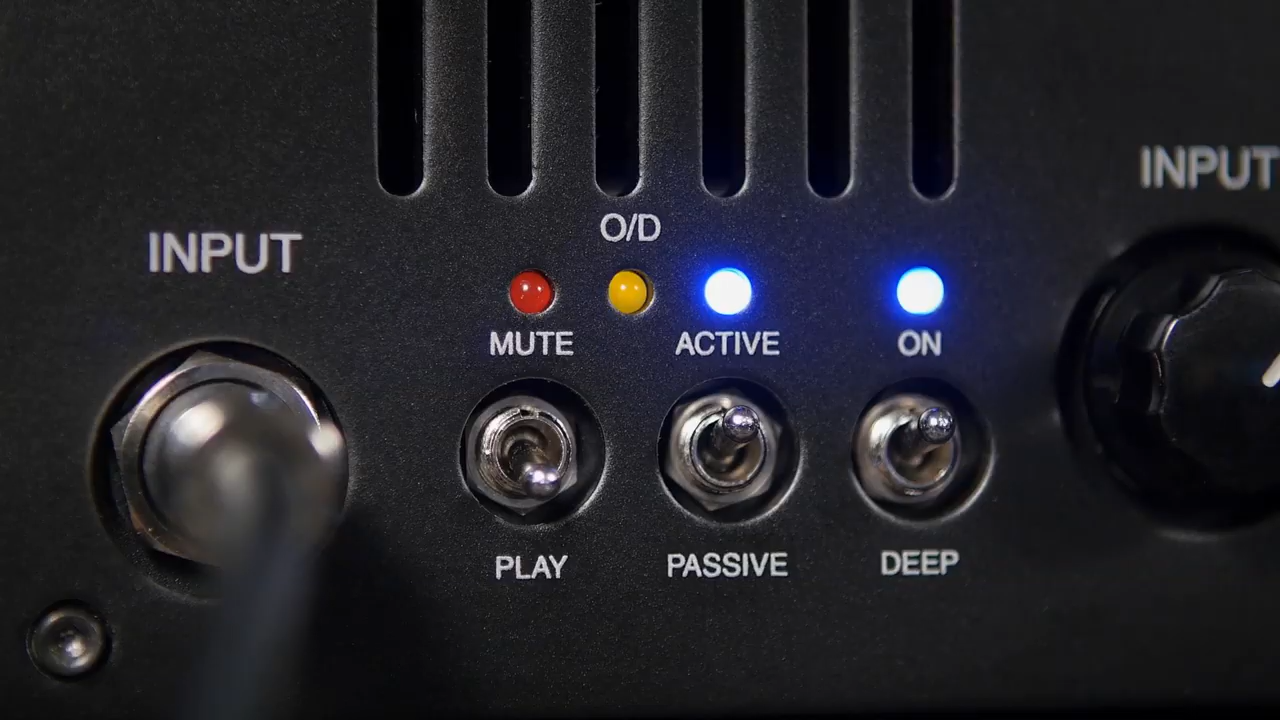 INPUT
O/D
INPUT
MUTE
ACTIVE
ON
PLAY
PASSIVE
DEEP